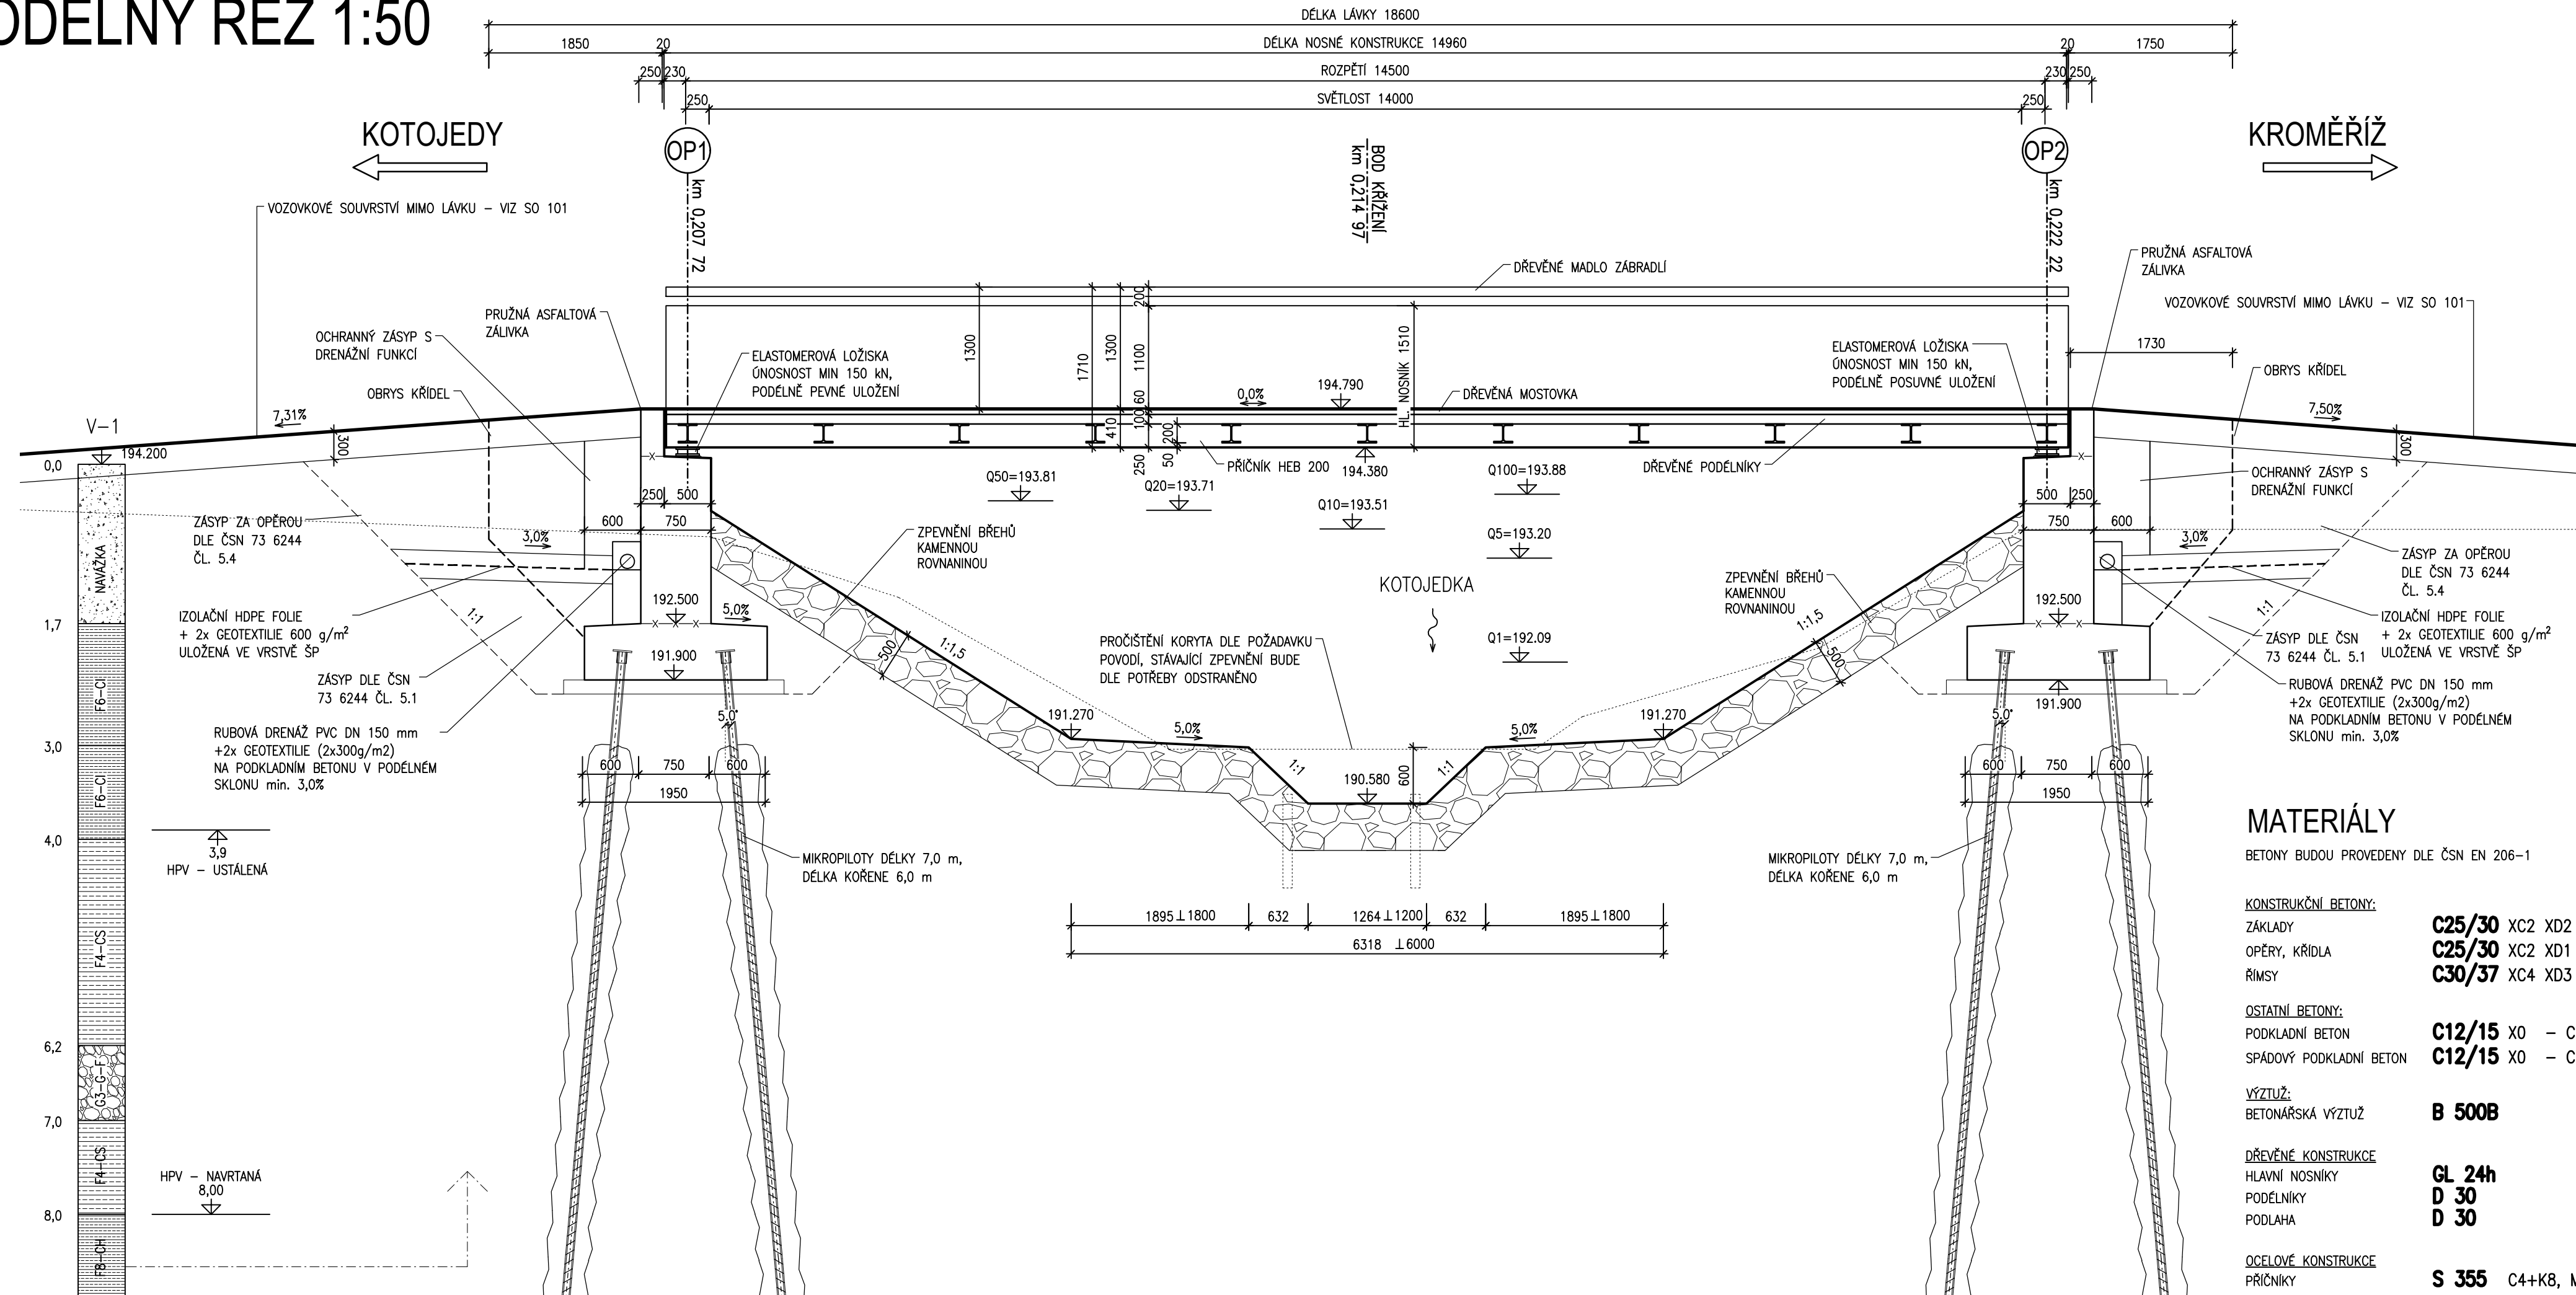 ODÉLNÝ ŘEZ 1:50
DÉLKA LÁVKY 18600
1850
20
DÉLKA NOSNÉ KONSTRUKCE 14960
20
1750
250
230
ROZPĚTÍ 14500
230
250
250
SVĚTLOST 14000
250
KOTOJEDY
OP1
km 0,207 72
BOD KŘÍŽENÍ
km 0,214 97
OP2
km 0,222 22
KROMĚŘÍŽ
VOZOVKOVÉ SOUVRSTVÍ MIMO LÁVKU – VIZ SO 101
PRUŽNÁ ASFALTOVÁ
ZÁLIVKA
OCHRANNÝ ZÁSYP S
DRENÁŽNÍ FUNKCÍ
OBRYS KŘÍDEL
ELASTOMEROVÁ LOŽISKA
ÚNOSNOST MIN 150 kN,
PODÉLNĚ PEVNÉ ULOŽENÍ
DŘEVĚNÉ MADLO ZÁBRADLÍ
1300
1710
1300
200
1100
60
100
410
200
250
50
HL. NOSNÍK 1510
0,0%
194.790
DŘEVĚNÁ MOSTOVKA
PŘÍČNÍK HEB 200
194.380
DŘEVĚNÉ PODÉLNÍKY
ELASTOMEROVÁ LOŽISKA
ÚNOSNOST MIN 150 kN,
PODÉLNĚ POSUVNÉ ULOŽENÍ
PRUŽNÁ ASFALTOVÁ
ZÁLIVKA
VOZOVKOVÉ SOUVRSTVÍ MIMO LÁVKU – VIZ SO 101
1730
OBRYS KŘÍDEL
7,31%
300
7,50%
300
V–1
194.200
0,0
NAVÁŽKA
1,7
F6–CI
3,0
F6–CI
4,0
F4–CS
6,2
G3–G–F
7,0
F4–CS
8,0
F8–CH
3,9
HPV – USTÁLENÁ
HPV – NAVRTANÁ
8,00
Q50=193.81
Q20=193.71
Q10=193.51
Q100=193.88
Q5=193.20
Q1=192.09
KOTOJEDKA
250
500
600
750
3,0%
ZÁSYP ZA OPĚROU
DLE ČSN 73 6244
ČL. 5.4
IZOLAČNÍ HDPE FOLIE
+ 2x GEOTEXTILIE 600 g/m²
ULOŽENÁ VE VRSTVĚ ŠP
1:1
ZÁSYP DLE ČSN
73 6244 ČL. 5.1
RUBOVÁ DRENÁŽ PVC DN 150 mm
+2x GEOTEXTILIE (2x300g/m2)
NA PODKLADNÍM BETONU V PODÉLNÉM
SKLONU min. 3,0%
192.500
5,0%
191.900
5.0°
600
750
600
1950
ZPEVNĚNÍ BŘEHŮ
KAMENNOU
ROVNANINOU
500
1:1,5
PROČIŠTĚNÍ KORYTA DLE POŽADAVKU
POVODÍ, STÁVAJÍCÍ ZPEVNĚNÍ BUDE
DLE POTŘEBY ODSTRANĚNO
191.270
5,0%
1:1
190.580
600
1:1
5,0%
191.270
ZPEVNĚNÍ BŘEHŮ
KAMENNOU
ROVNANINOU
1:1,5
500
MIKROPILOTY DÉLKY 7,0 m,
DÉLKA KOŘENE 6,0 m
1895⊥1800
632
1264⊥1200
632
1895⊥1800
6318 ⊥6000
MIKROPILOTY DÉLKY 7,0 m,
DÉLKA KOŘENE 6,0 m
500
250
750
600
3,0%
192.500
191.900
5.0°
600
750
600
1950
OCHRANNÝ ZÁSYP S
DRENÁŽNÍ FUNKCÍ
ZÁSYP ZA OPĚROU
DLE ČSN 73 6244
ČL. 5.4
1:1
IZOLAČNÍ HDPE FOLIE
+ 2x GEOTEXTILIE 600 g/m²
ULOŽENÁ VE VRSTVĚ ŠP
ZÁSYP DLE ČSN
73 6244 ČL. 5.1
RUBOVÁ DRENÁŽ PVC DN 150 mm
+2x GEOTEXTILIE (2x300g/m2)
NA PODKLADNÍM BETONU V PODÉLNÉM
SKLONU min. 3,0%
MATERIÁLY
BETONY BUDOU PROVEDENY DLE ČSN EN 206–1
KONSTRUKČNÍ BETONY:
ZÁKLADY C25/30 XC2 XD2
OPĚRY, KŘÍDLA C25/30 XC2 XD1
ŘÍMSY C30/37 XC4 XD3
OSTATNÍ BETONY:
PODKLADNÍ BETON C12/15 X0 – C
SPÁDOVÝ PODKLADNÍ BETON C12/15 X0 – C
VÝZTUŽ:
BETONÁŘSKÁ VÝZTUŽ B 500B
DŘEVĚNÉ KONSTRUKCE
HLAVNÍ NOSNÍKY GL 24h
PODÉLNÍKY D 30
PODLAHA D 30
OCELOVÉ KONSTRUKCE
PŘÍČNÍKY S 355 C4+K8, M